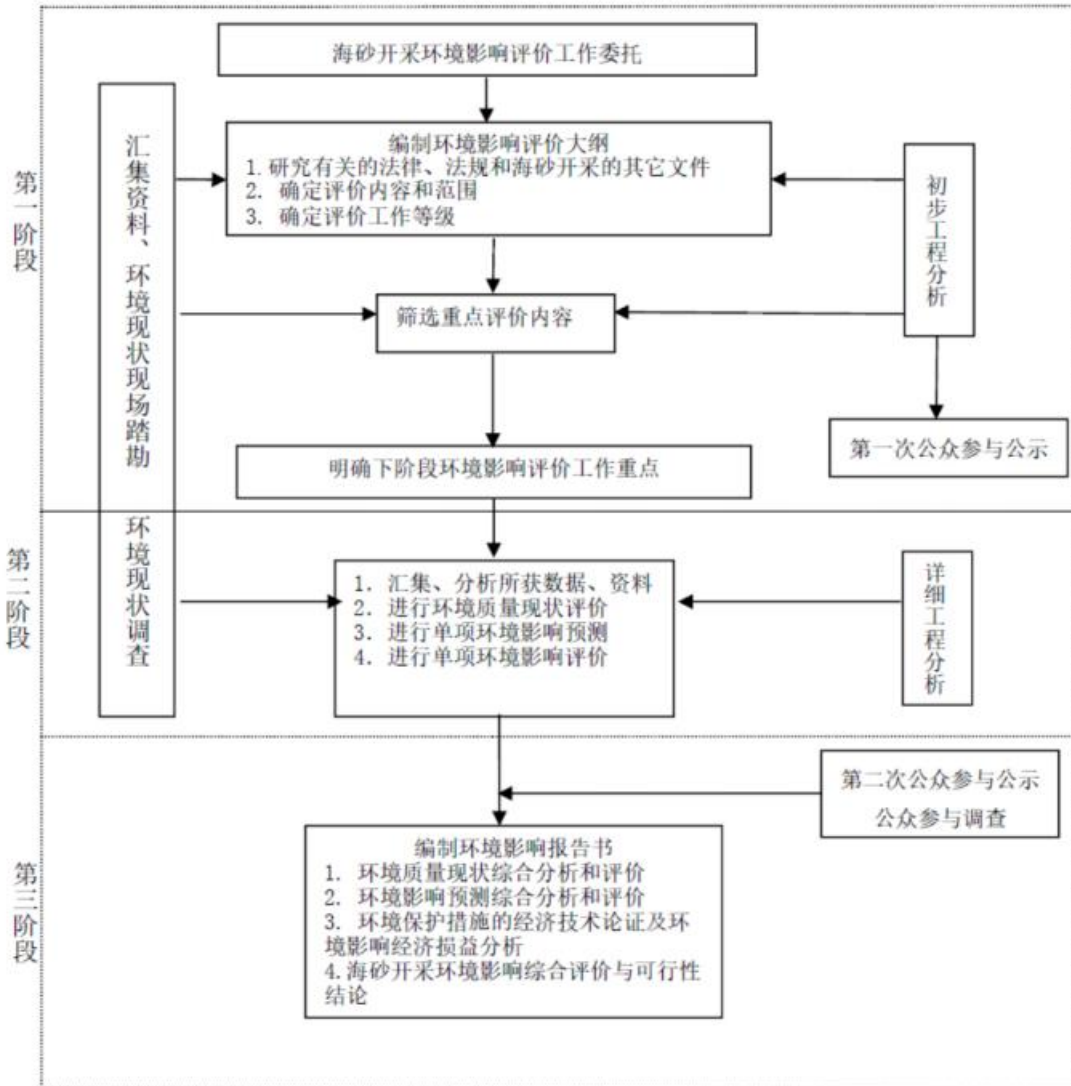 海砂开采环境影响评价工作委托
第一阶段
汇集资料、环境现状现场踏勘
编制环境影响评价大纲
1.研究有关的法律、法规和海砂开采的其它文件
2. 确定评价内容和范围
3. 确定评价工作等级
初步工程分析
筛选重点评价内容
第一次公众参与公示
明确下阶段环境影响评价工作重点
第二阶段
环境现状调查
1. 汇集、分析所获数据、资料
2. 进行环境质量现状评价
3. 进行单项环境影响预测
4. 进行单项环境影响评价
详细工程分析
第三阶段
第二次公众参与公示
公众参与调查
编制环境影响报告书
1. 环境质量现状综合分析和评价
2. 环境影响预测综合分析和评价
3. 环境保护措施的经济技术论证及环
境影响经济损益分析
4.海砂开采环境影响综合评价与可行性
结论